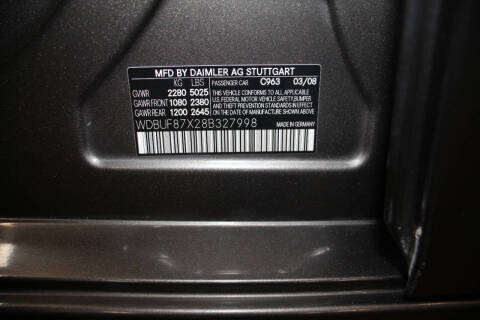 MFD BY DAIMLER AG STUTTGART
KG LBS PASSENGER CAR C963 03/08
GVWR 2280 5025 THIS VEHICLE CONFORMS TO ALL APPLICABLE
GAWR FRONT 1080 2380 U.S. FEDERAL MOTOR VEHICLE SAFETY, BUMPER
GAWR REAR 1200 2645 AND THEFT PREVENTION STANDARDS IN EFFECT
ON THE DATE OF MANUFACTURE SHOWN ABOVE.
WDBUF87X28B327998 MADE IN GERMANY